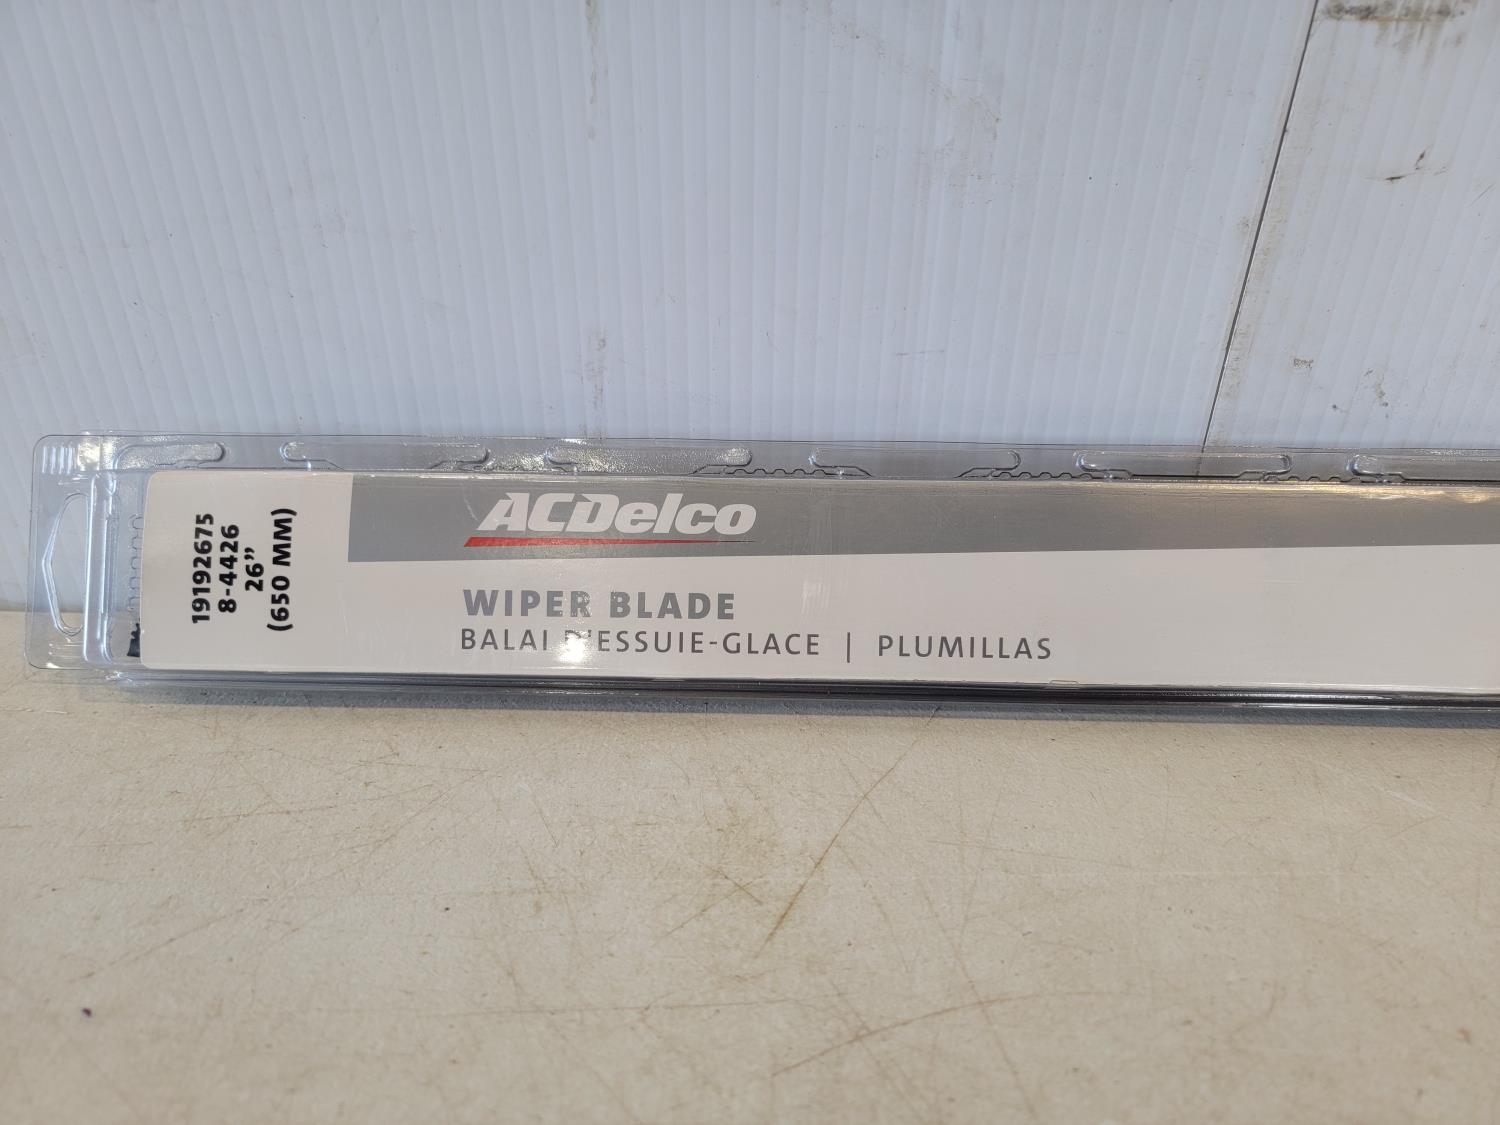 19192675
8-4426
26”
(650 MM)
ACDelco
WIPER BLADE
BALAI D'ESSUIE-GLACE | PLUMILLAS